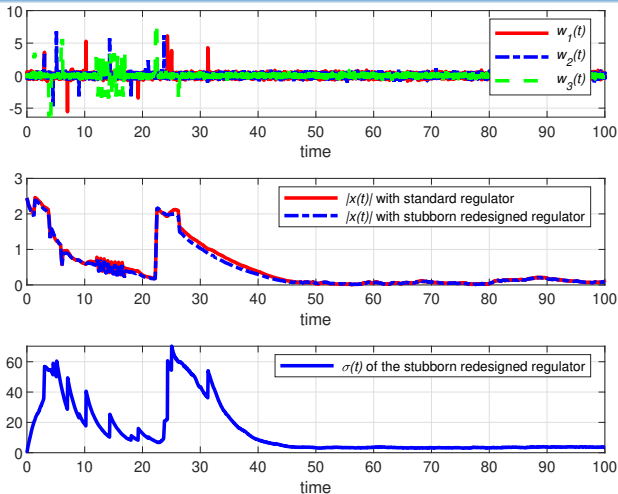 10
5
0
-5
w_1(t)
w_2(t)
w_3(t)
0 10 20 30 40 50 60 70 80 90 100
time
3
2
1
0
|x(t)| with standard regulator
|x(t)| with stubborn redesigned regulator
0 10 20 30 40 50 60 70 80 90 100
time
60
40
20
0
σ(t) of the stubborn redesigned regulator
0 10 20 30 40 50 60 70 80 90 100
time